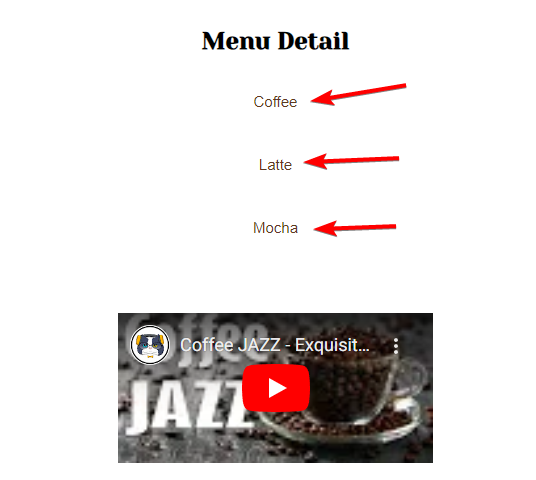 Menu Detail
Coffee
Latte
Mocha
Coffee JAZZ - Exquisit...
Coffee
JAZZ